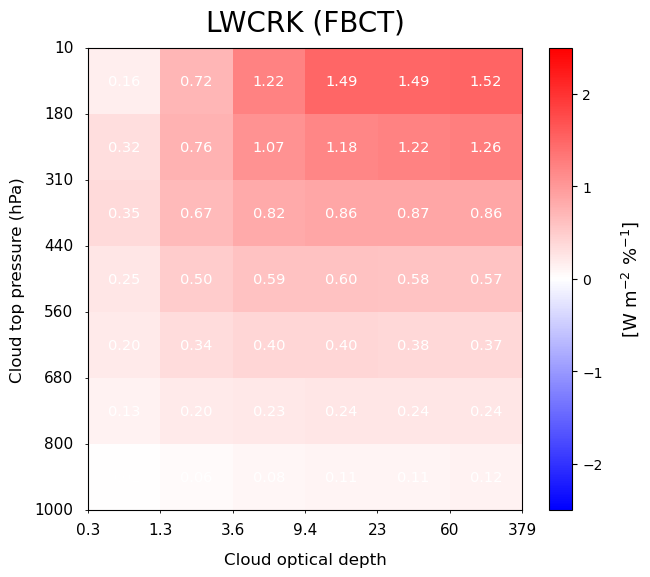 LWCRK (FBCT)
10
0.16 0.72 1.22 1.49 1.49 1.52
180
0.32 0.76 1.07 1.18 1.22 1.26
310
0.35 0.67 0.82 0.86 0.87 0.86
440
0.25 0.50 0.59 0.60 0.58 0.57
560
0.20 0.34 0.40 0.40 0.38 0.37
680
0.13 0.20 0.23 0.24 0.24 0.24
800
0.11 0.11 0.12
1000
0.3 1.3 3.6 9.4 23 60 379
Cloud optical depth
Cloud top pressure (hPa)
2
1
0
−1
−2
[W m⁻² %⁻¹]